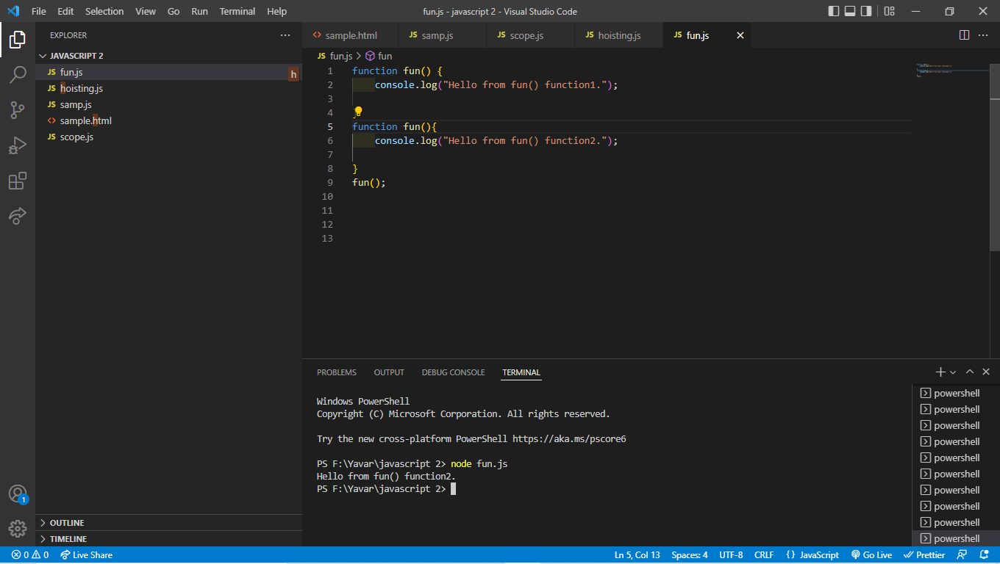 File Edit Selection View Go Run Terminal Help fun.js - javascript 2 - Visual Studio Code
EXPLORER
JAVASCRIPT 2
JS fun.js h
JS hoisting.js
JS samp.js
<> sample.html
JS scope.js
OUTLINE
TIMELINE
<> sample.html JS samp.js JS scope.js JS hoisting.js JS fun.js
JS fun.js > fun
1 function fun() {
2 console.log("Hello from fun() function1.");
3
4 }
5 function fun(){
6 console.log("Hello from fun() function2.");
7
8 }
9 fun();
10
11
12
13
PROBLEMS OUTPUT DEBUG CONSOLE TERMINAL
Windows PowerShell
Copyright (C) Microsoft Corporation. All rights reserved.
Try the new cross-platform PowerShell https://aka.ms/pscore6
PS F:\Yavar\javascript 2> node fun.js
Hello from fun() function2.
PS F:\Yavar\javascript 2>
powershell
powershell
powershell
powershell
powershell
powershell
powershell
powershell
powershell
powershell
1
0 0 Live Share Ln 5, Col 13 Spaces: 4 UTF-8 CRLF {} JavaScript Go Live Prettier